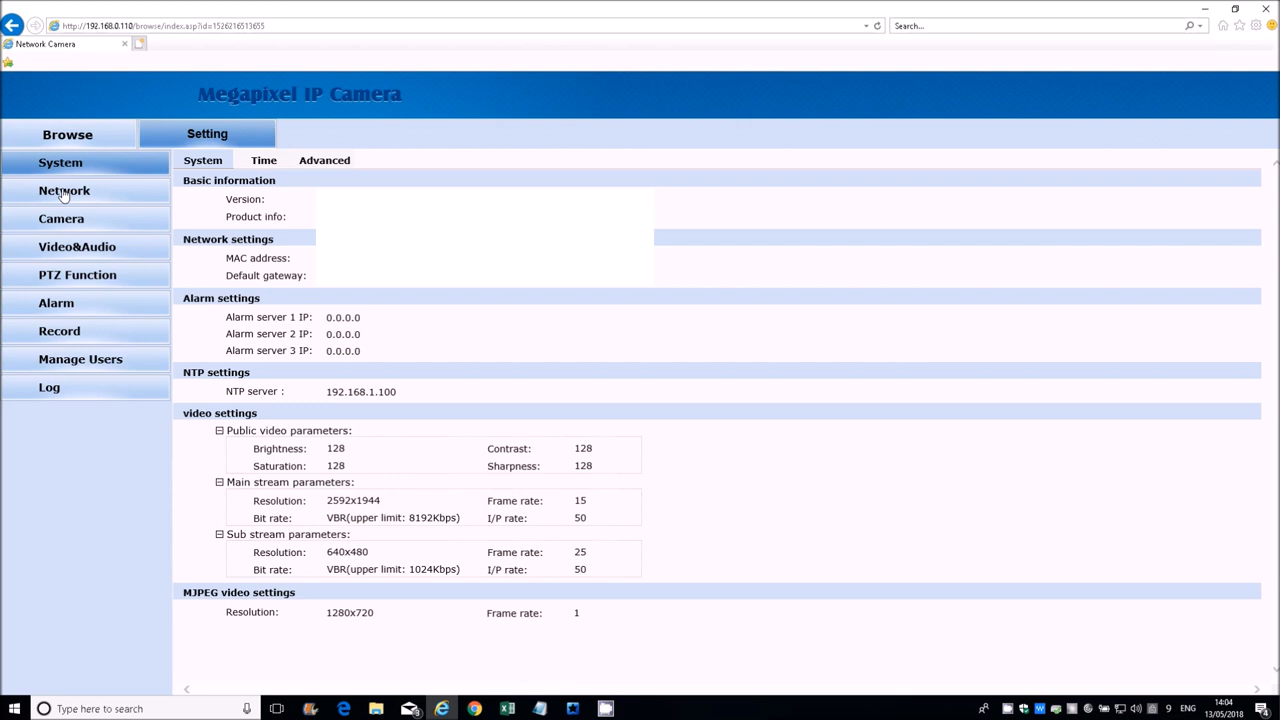 http://192.168.0.110/browse/index.asp?id=1526216513655
Search...
Network Camera
Megapixel IP Camera
Browse
Setting
System
Network
Camera
Video&Audio
PTZ Function
Alarm
Record
Manage Users
Log
System Time Advanced
Basic information
Version:
Product info:
Network settings
MAC address:
Default gateway:
Alarm settings
Alarm server 1 IP: 0.0.0.0
Alarm server 2 IP: 0.0.0.0
Alarm server 3 IP: 0.0.0.0
NTP settings
NTP server : 192.168.1.100
video settings
Public video parameters:
Brightness: 128 Contrast: 128
Saturation: 128 Sharpness: 128
Main stream parameters:
Resolution: 2592x1944 Frame rate: 15
Bit rate: VBR(upper limit: 8192Kbps) I/P rate: 50
Sub stream parameters:
Resolution: 640x480 Frame rate: 25
Bit rate: VBR(upper limit: 1024Kbps) I/P rate: 50
MJPEG video settings
Resolution: 1280x720 Frame rate: 1
Type here to search
ENG
14:04
13/05/2018